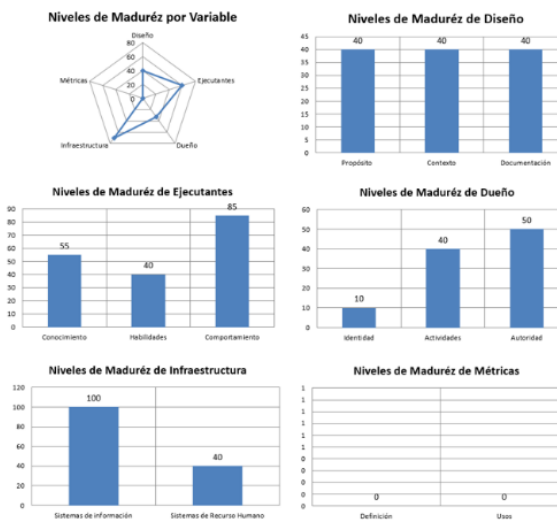 Niveles de Maduréz por Variable
Diseño
80
60
40
20
0
Métricas
Ejecutantes
Infraestructura
Dueño
Niveles de Maduréz de Diseño
45
40
35
30
25
20
15
10
5
0
40 40 40
Propósito Contexto Documentación
Niveles de Maduréz de Ejecutantes
90
80
70
60
50
40
30
20
10
0
55 40 85
Conocimiento Habilidades Comportamiento
Niveles de Maduréz de Dueño
60
50
40
30
20
10
0
10 40 50
Identidad Actividades Autoridad
Niveles de Maduréz de Infraestructura
120
100
80
60
40
20
0
100 40
Sistemas de información Sistemas de Recurso Humano
Niveles de Maduréz de Métricas
1
1
1
1
1
1
0
0
0
0
0
0 0
Definición Usos